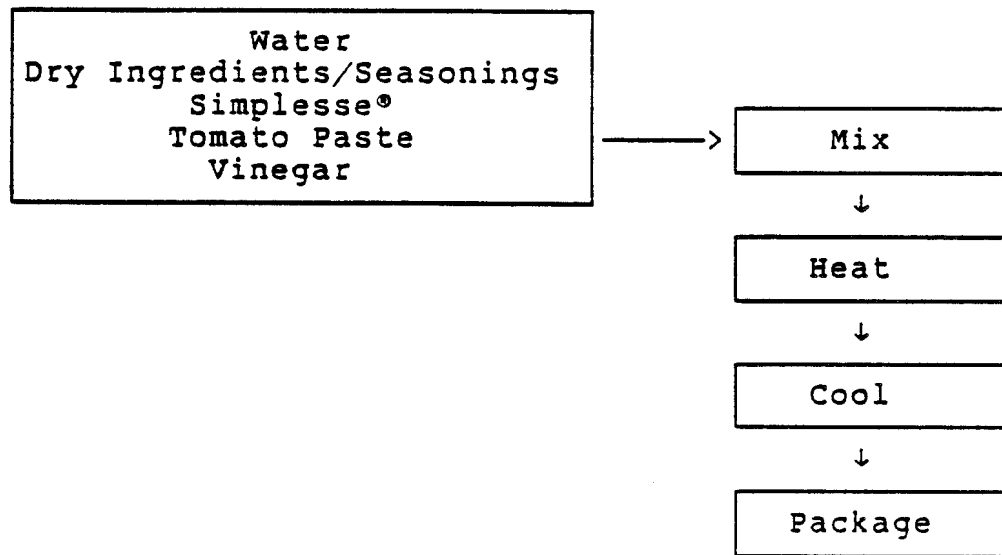 Water
Dry Ingredients/Seasonings
Simplesse®
Tomato Paste
Vinegar
Mix
Heat
Cool
Package